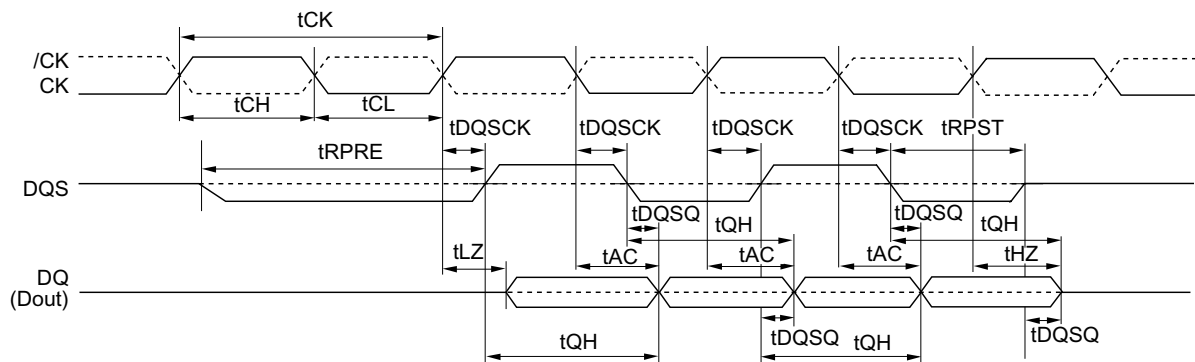 tCK
/CK
CK
tCH
tCL
tDQSCK
tDQSCK
tDQSCK
tDQSCK
tRPST
tRPRE
DQS
tDQSQ
tQH
tDQSQ
tQH
tLZ
tAC
tAC
tAC
tHZ
DQ
(Dout)
tQH
tDQSQ
tQH
tDQSQ